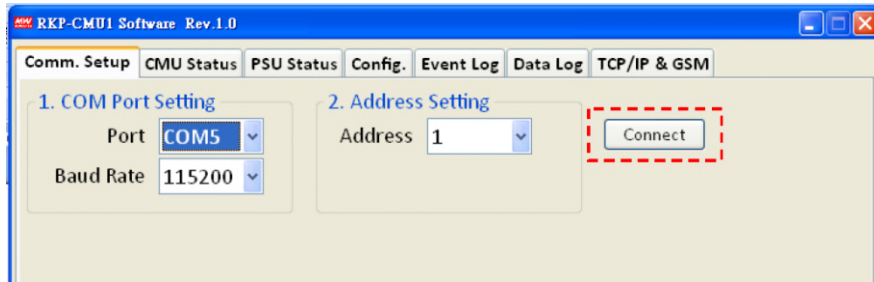 MW RKP-CMU1 Software Rev.1.0
Comm. Setup CMU Status PSU Status Config. Event Log Data Log TCP/IP & GSM
1. COM Port Setting 2. Address Setting
Port COM5 Address 1 Connect
Baud Rate 115200